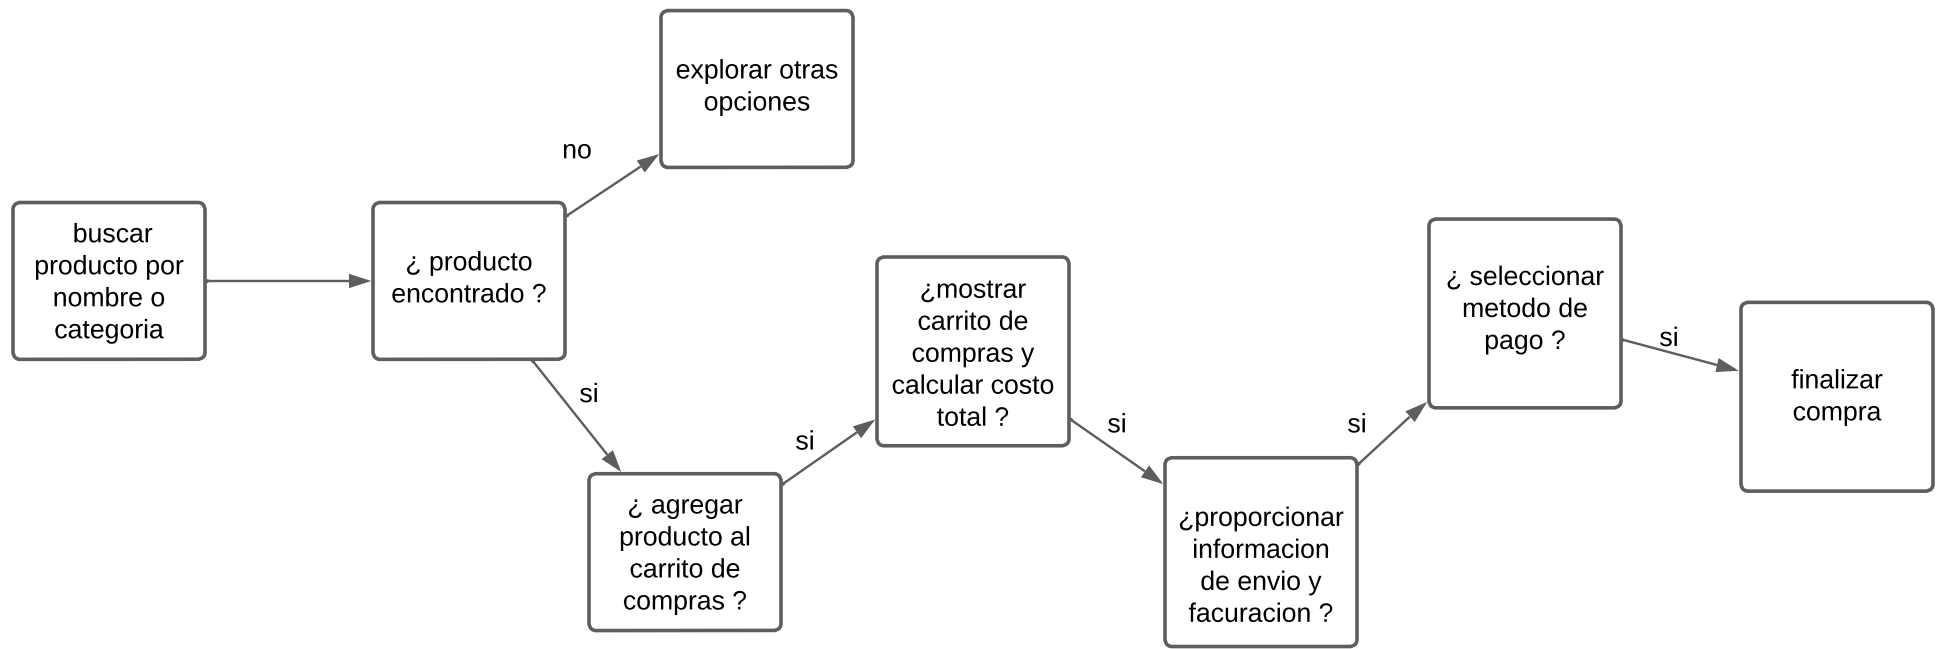 explorar otras
opciones
no
buscar
producto por
nombre o
categoria
¿ producto
encontrado ?
si
¿ agregar
producto al
carrito de
compras ?
si
¿mostrar
carrito de
compras y
calcular costo
total ?
si
¿proporcionar
informacion
de envio y
facuracion ?
si
¿ seleccionar
metodo de
pago ?
si
finalizar
compra